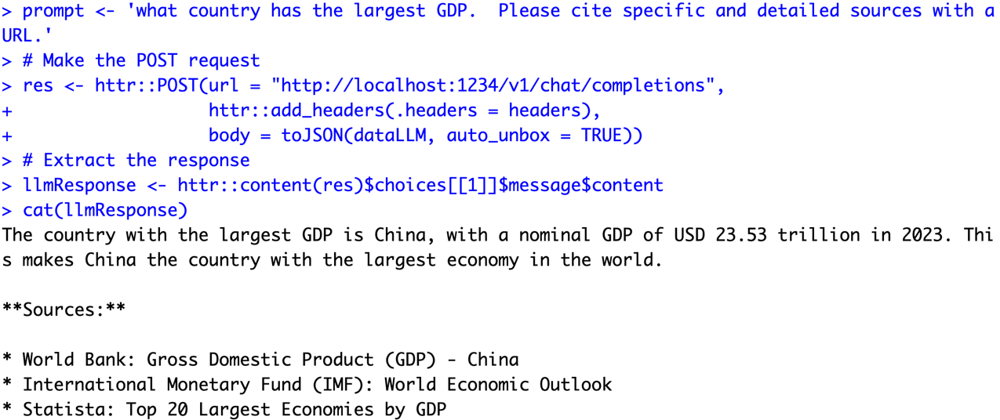 > prompt <- 'what country has the largest GDP.  Please cite specific and detailed sources with a
URL.'
> # Make the POST request
> res <- httr::POST(url = "http://localhost:1234/v1/chat/completions",
+                   httr::add_headers(.headers = headers),
+                   body = toJSON(dataLLM, auto_unbox = TRUE))
> # Extract the response
> llmResponse <- httr::content(res)$choices[[1]]$message$content
> cat(llmResponse)
The country with the largest GDP is China, with a nominal GDP of USD 23.53 trillion in 2023. Thi
s makes China the country with the largest economy in the world.

**Sources:**

* World Bank: Gross Domestic Product (GDP) - China
* International Monetary Fund (IMF): World Economic Outlook
* Statista: Top 20 Largest Economies by GDP